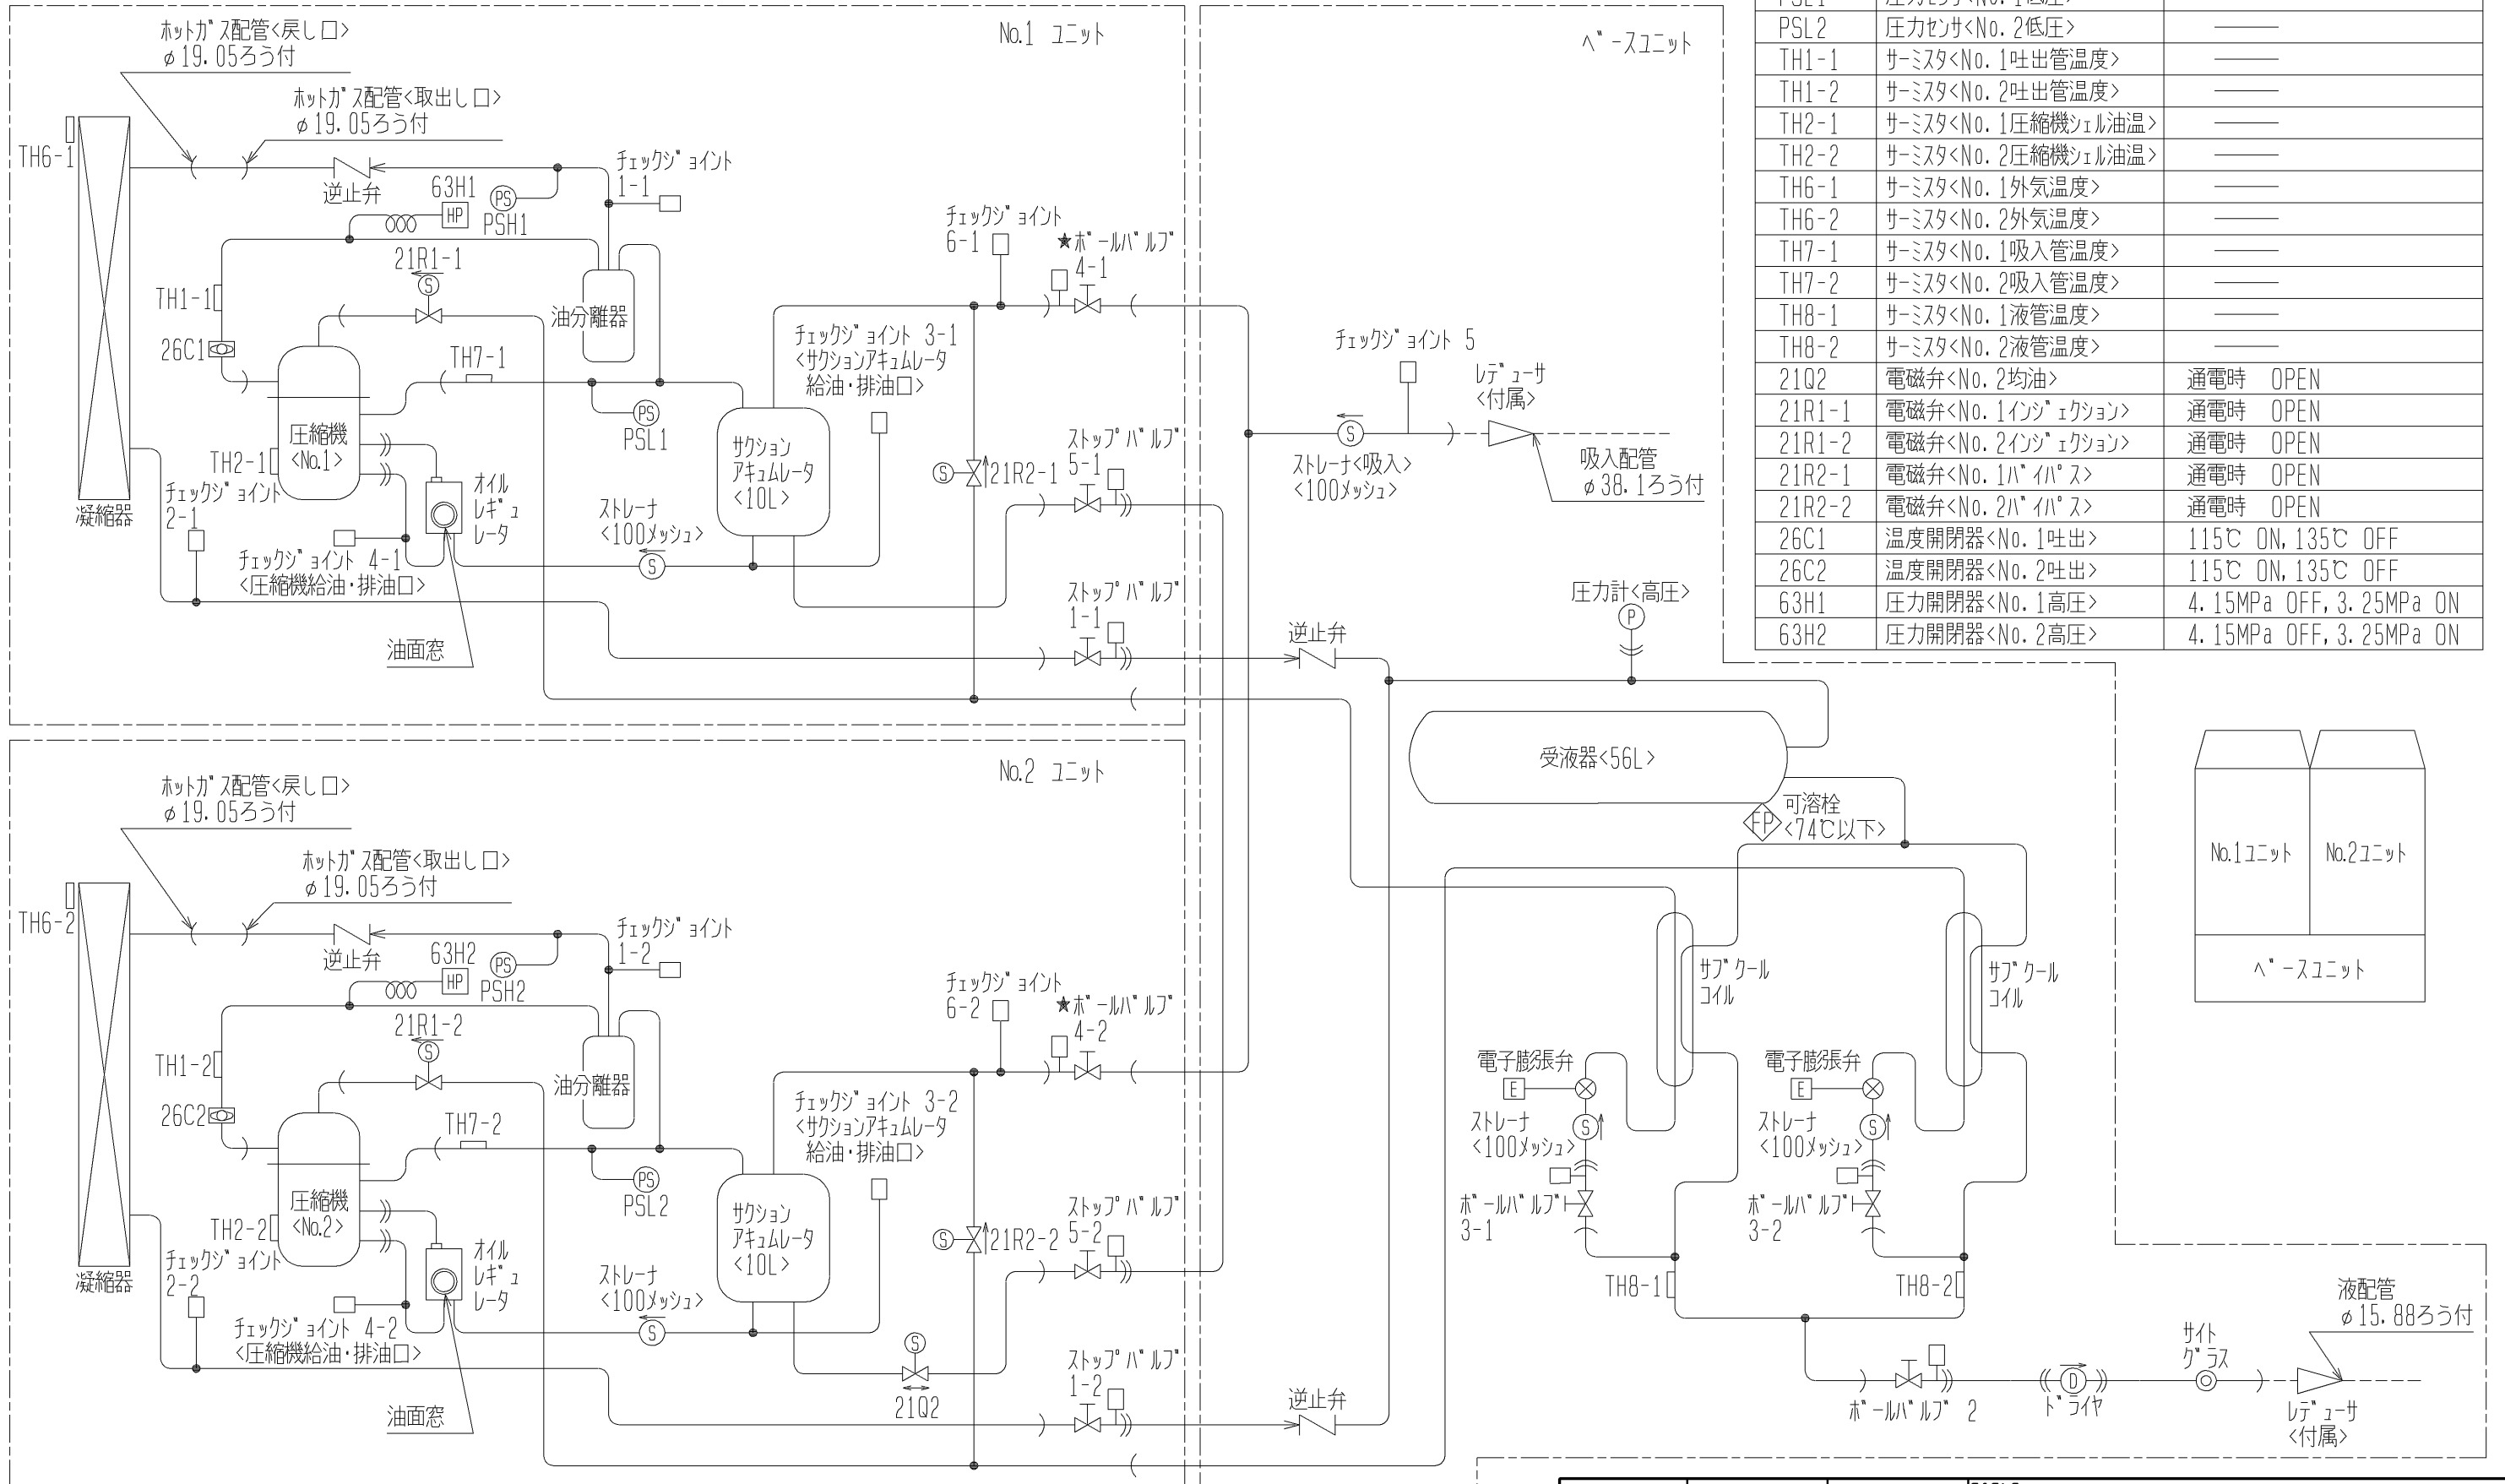 ホットガス配管<戻し口>
φ19.05ろう付
ホットガス配管<取出し口>
φ19.05ろう付
No.1 ユニット
TH6-1
逆止弁
63H1
HP
PS
PSH1
チェックジョイント
1-1
21R1-1
S
TH1-1
油分離器
26C1
TH7-1
圧縮機
<No.1>
PS
PSL1
TH2-1
チェックジョイント
2-1
凝縮器
オイル
レギュ
レータ
チェックジョイント 4-1
<圧縮機給油・排油口>
油面窓
ストレーナ
<100メッシュ>
S
サクション
アキュムレータ
<10L>
チェックジョイント 3-1
<サクションアキュムレータ
給油・排油口>
チェックジョイント
6-1
★ボールバルブ
4-1
S
21R2-1
ストップバルブ
5-1
ストップバルブ
1-1
No.2 ユニット
ホットガス配管<戻し口>
φ19.05ろう付
ホットガス配管<取出し口>
φ19.05ろう付
TH6-2
逆止弁
63H2
HP
PS
PSH2
チェックジョイント
1-2
21R1-2
S
TH1-2
油分離器
26C2
TH7-2
圧縮機
<No.2>
PS
PSL2
TH2-2
チェックジョイント
2-2
凝縮器
オイル
レギュ
レータ
チェックジョイント 4-2
<圧縮機給油・排油口>
油面窓
ストレーナ
<100メッシュ>
S
サクション
アキュムレータ
<10L>
チェックジョイント 3-2
<サクションアキュムレータ
給油・排油口>
チェックジョイント
6-2
★ボールバルブ
4-2
S
21R2-2
ストップバルブ
5-2
S
21Q2
ストップバルブ
1-2
ベースユニット
チェックジョイント 5
レデューサ
<付属>
S
ストレーナ<吸入>
<100メッシュ>
吸入配管
φ38.1ろう付
圧力計<高圧>
P
逆止弁
受液器<56L>
FP
可溶栓
<74℃以下>
サブクール
コイル
サブクール
コイル
電子膨張弁
E
ストレーナ
<100メッシュ>
S
ボールバルブ
3-1
電子膨張弁
E
ストレーナ
<100メッシュ>
S
ボールバルブ
3-2
TH8-1
TH8-2
逆止弁
ボールバルブ 2
D
ドライヤ
サイト
グラス
液配管
φ15.88ろう付
レデューサ
<付属>
No.1ユニット
No.2ユニット
ベースユニット
PSL1 圧力センサ<No.1低圧>
PSL2 圧力センサ<No.2低圧> ―――
TH1-1 サーミスタ<No.1吐出管温度> ―――
TH1-2 サーミスタ<No.2吐出管温度> ―――
TH2-1 サーミスタ<No.1圧縮機シェル油温> ―――
TH2-2 サーミスタ<No.2圧縮機シェル油温> ―――
TH6-1 サーミスタ<No.1外気温度> ―――
TH6-2 サーミスタ<No.2外気温度> ―――
TH7-1 サーミスタ<No.1吸入管温度> ―――
TH7-2 サーミスタ<No.2吸入管温度> ―――
TH8-1 サーミスタ<No.1液管温度> ―――
TH8-2 サーミスタ<No.2液管温度> ―――
21Q2 電磁弁<No.2均油> 通電時 OPEN
21R1-1 電磁弁<No.1インジェクション> 通電時 OPEN
21R1-2 電磁弁<No.2インジェクション> 通電時 OPEN
21R2-1 電磁弁<No.1バイパス> 通電時 OPEN
21R2-2 電磁弁<No.2バイパス> 通電時 OPEN
26C1 温度開閉器<No.1吐出> 115℃ ON,135℃ OFF
26C2 温度開閉器<No.2吐出> 115℃ ON,135℃ OFF
63H1 圧力開閉器<No.1高圧> 4.15MPa OFF,3.25MPa ON
63H2 圧力開閉器<No.2高圧> 4.15MPa OFF,3.25MPa ON